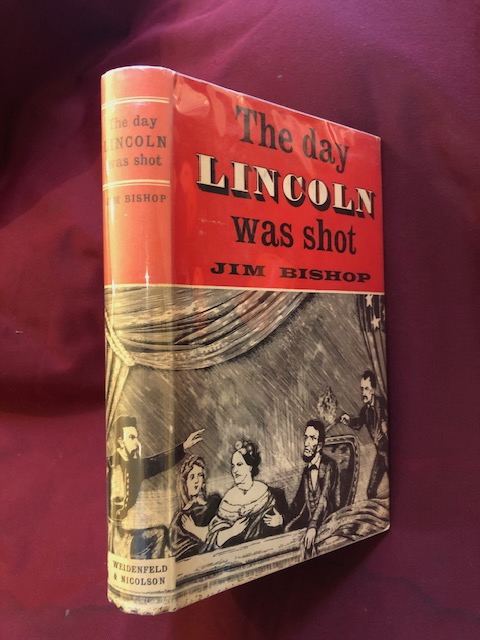 The day
LINCOLN
was shot
JIM BISHOP
WEIDENFELD
& NICOLSON
The day
LINCOLN
was shot
JIM BISHOP